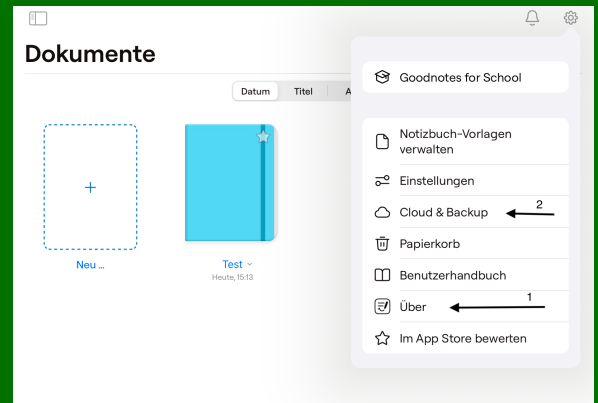 Dokumente
Datum
Titel
A
Neu ...
Test
Heute, 15:13
Goodnotes for School
Notizbuch-Vorlagen
verwalten
Einstellungen
Cloud & Backup
2
Papierkorb
Benutzerhandbuch
Über
1
Im App Store bewerten